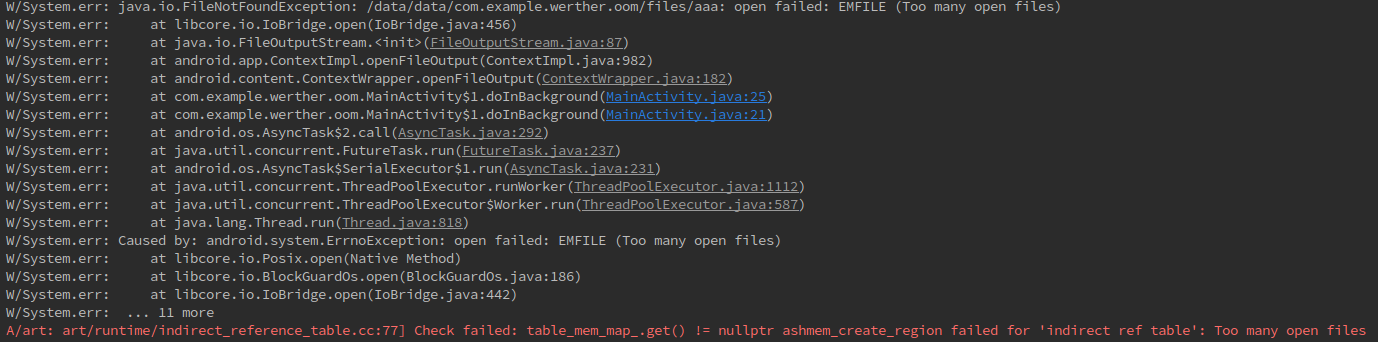 W/System.err: java.io.FileNotFoundException: /data/data/com.example.werther.oom/files/aaa: open failed: EMFILE (Too many open files)
W/System.err:     at libcore.io.IoBridge.open(IoBridge.java:456)
W/System.err:     at java.io.FileOutputStream.<init>(FileOutputStream.java:87)
W/System.err:     at android.app.ContextImpl.openFileOutput(ContextImpl.java:982)
W/System.err:     at android.content.ContextWrapper.openFileOutput(ContextWrapper.java:182)
W/System.err:     at com.example.werther.oom.MainActivity$1.doInBackground(MainActivity.java:25)
W/System.err:     at com.example.werther.oom.MainActivity$1.doInBackground(MainActivity.java:21)
W/System.err:     at android.os.AsyncTask$2.call(AsyncTask.java:292)
W/System.err:     at java.util.concurrent.FutureTask.run(FutureTask.java:237)
W/System.err:     at android.os.AsyncTask$SerialExecutor$1.run(AsyncTask.java:231)
W/System.err:     at java.util.concurrent.ThreadPoolExecutor.runWorker(ThreadPoolExecutor.java:1112)
W/System.err:     at java.util.concurrent.ThreadPoolExecutor$Worker.run(ThreadPoolExecutor.java:587)
W/System.err:     at java.lang.Thread.run(Thread.java:818)
W/System.err: Caused by: android.system.ErrnoException: open failed: EMFILE (Too many open files)
W/System.err:     at libcore.io.Posix.open(Native Method)
W/System.err:     at libcore.io.BlockGuardOs.open(BlockGuardOs.java:186)
W/System.err:     at libcore.io.IoBridge.open(IoBridge.java:442)
W/System.err:  ... 11 more
A/art: art/runtime/indirect_reference_table.cc:77] Check failed: table_mem_map_.get() != nullptr ashmem_create_region failed for 'indirect ref table': Too many open files